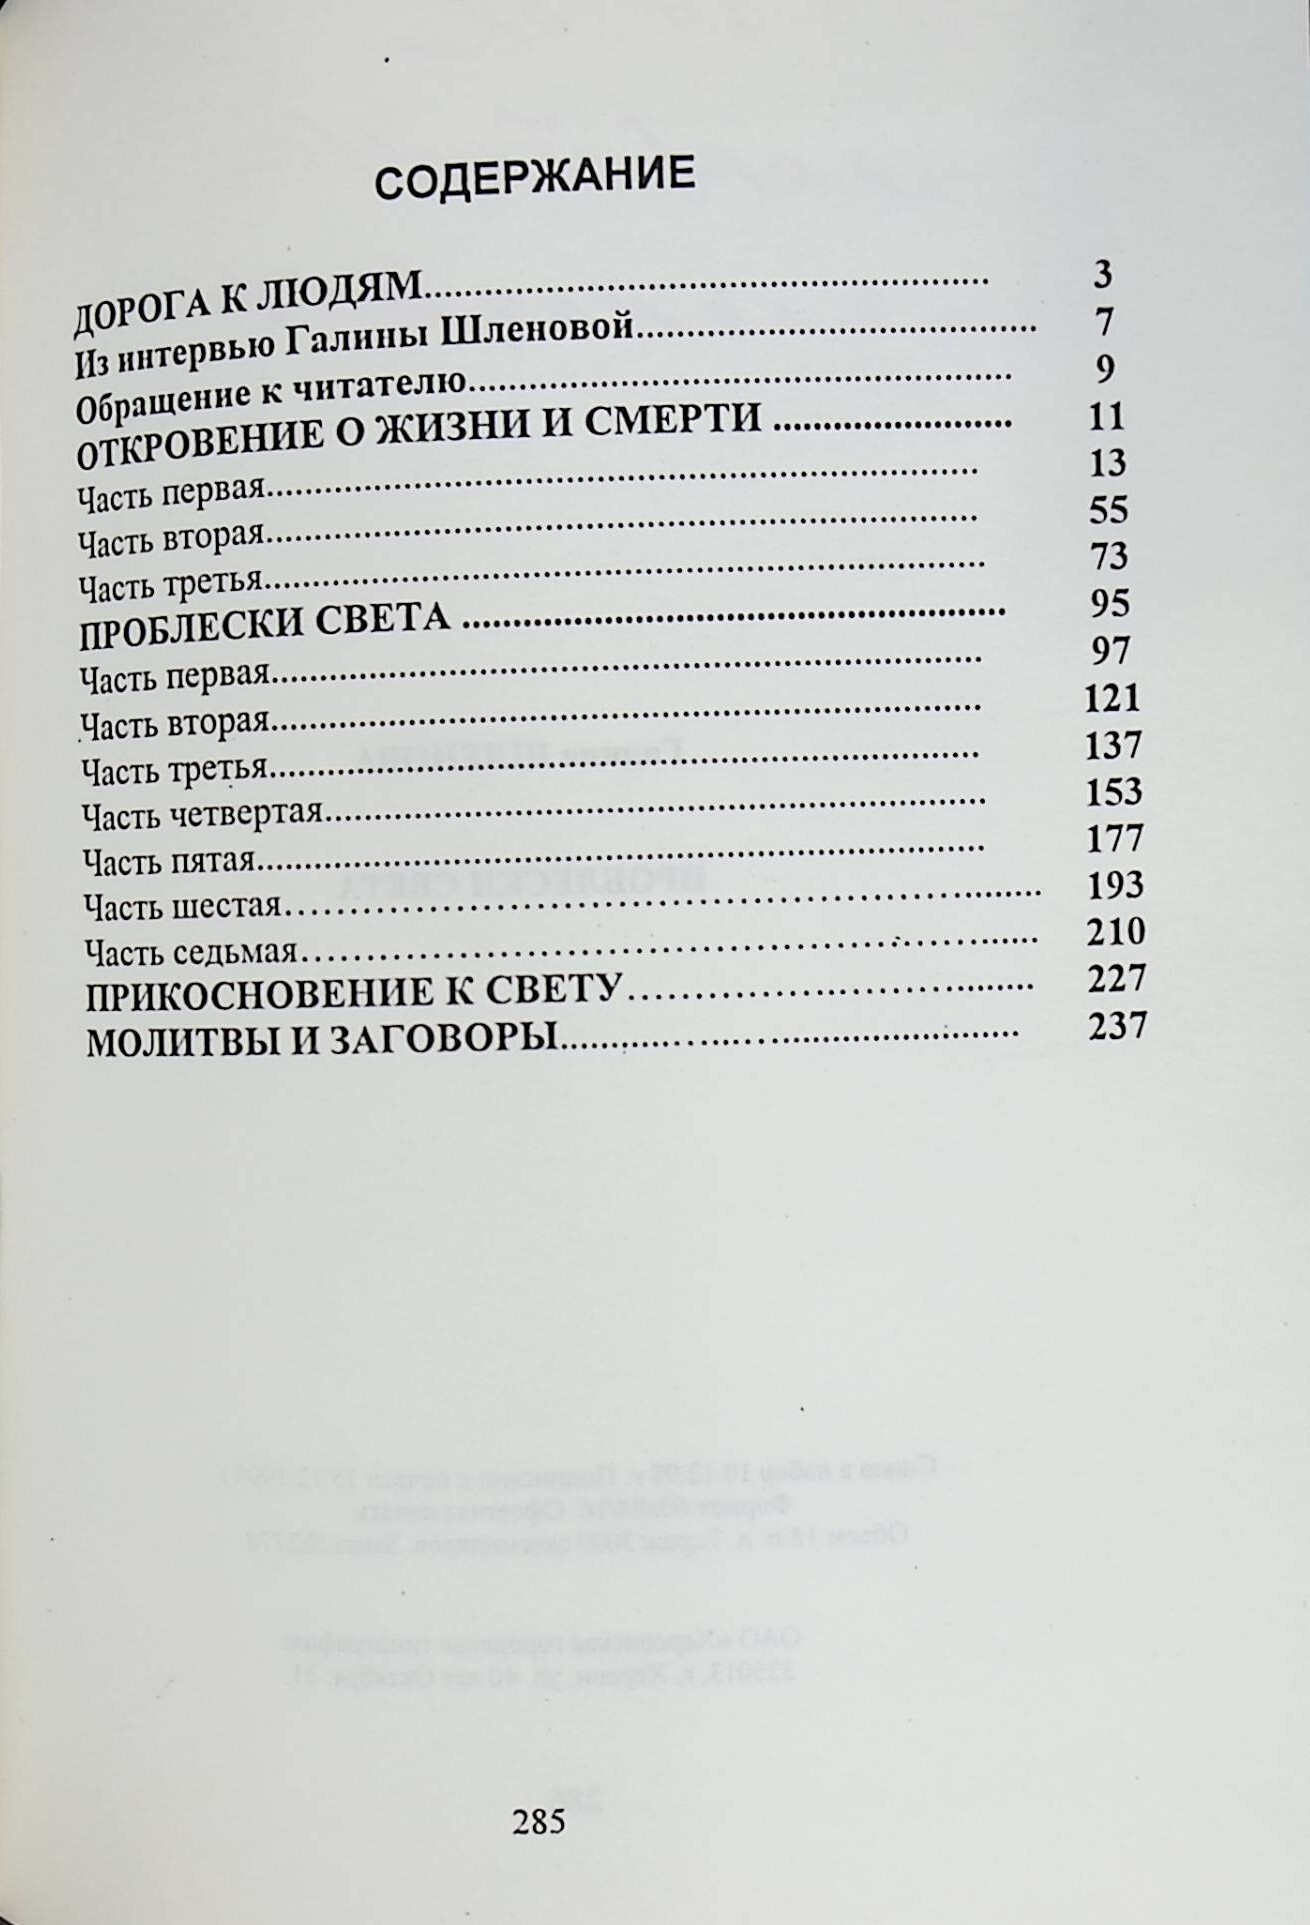 СОДЕРЖАНИЕ
ДОРОГА К ЛЮДЯМ 3
Из интервью Галины Шленовой 7
Обращение к читателю 9
ОТКРОВЕНИЕ О ЖИЗНИ И СМЕРТИ 11
Часть первая 13
Часть вторая 55
Часть третья 73
ПРОБЛЕСКИ СВЕТА 95
Часть первая 97
Часть вторая 121
Часть третья 137
Часть четвертая 153
Часть пятая 177
Часть шестая 193
Часть седьмая 210
ПРИКОСНОВЕНИЕ К СВЕТУ 227
МОЛИТВЫ И ЗАГОВОРЫ 237
285